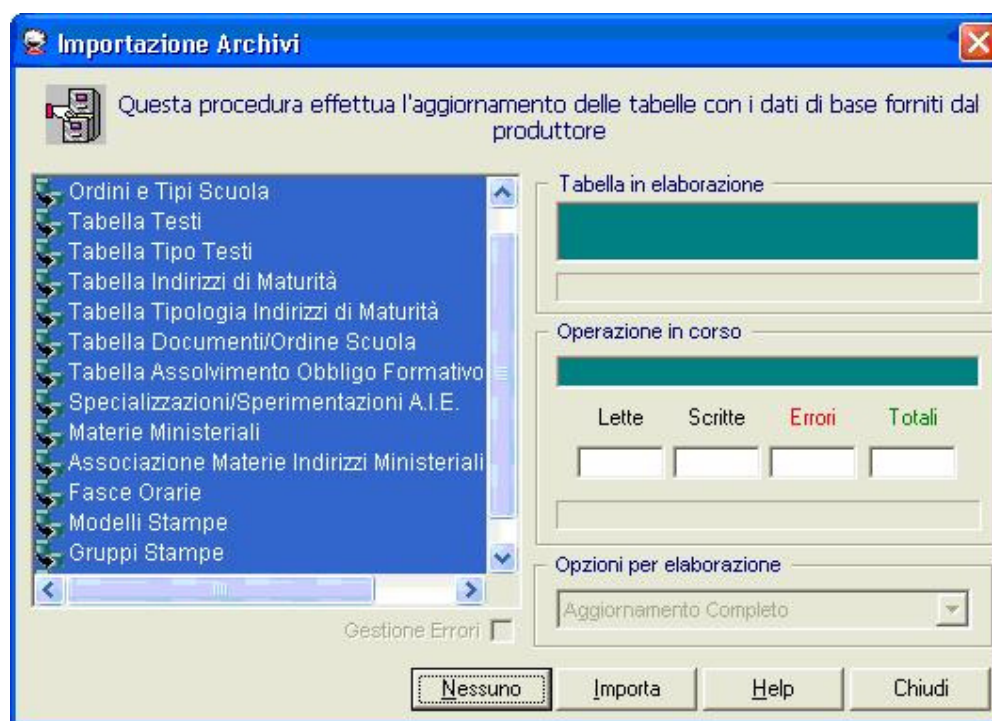 Importazione Archivi
Questa procedura effettua l'aggiornamento delle tabelle con i dati di base forniti dal
produttore
Ordini e Tipi Scuola
Tabella Testi
Tabella Tipo Testi
Tabella Indirizzi di Maturità
Tabella Tipologia Indirizzi di Maturità
Tabella Documenti/Ordine Scuola
Tabella Assolvimento Obbligo Formativo
Specializzazioni/Sperimentazioni A.I.E.
Materie Ministeriali
Associazione Materie Indirizzi Ministeriali
Fasce Orarie
Modelli Stampe
Gruppi Stampe
Gestione Errori
Tabella in elaborazione
Operazione in corso
Lette Scritte Errori Totali
Opzioni per elaborazione
Aggiornamento Completo
Nessuno Importa Help Chiudi